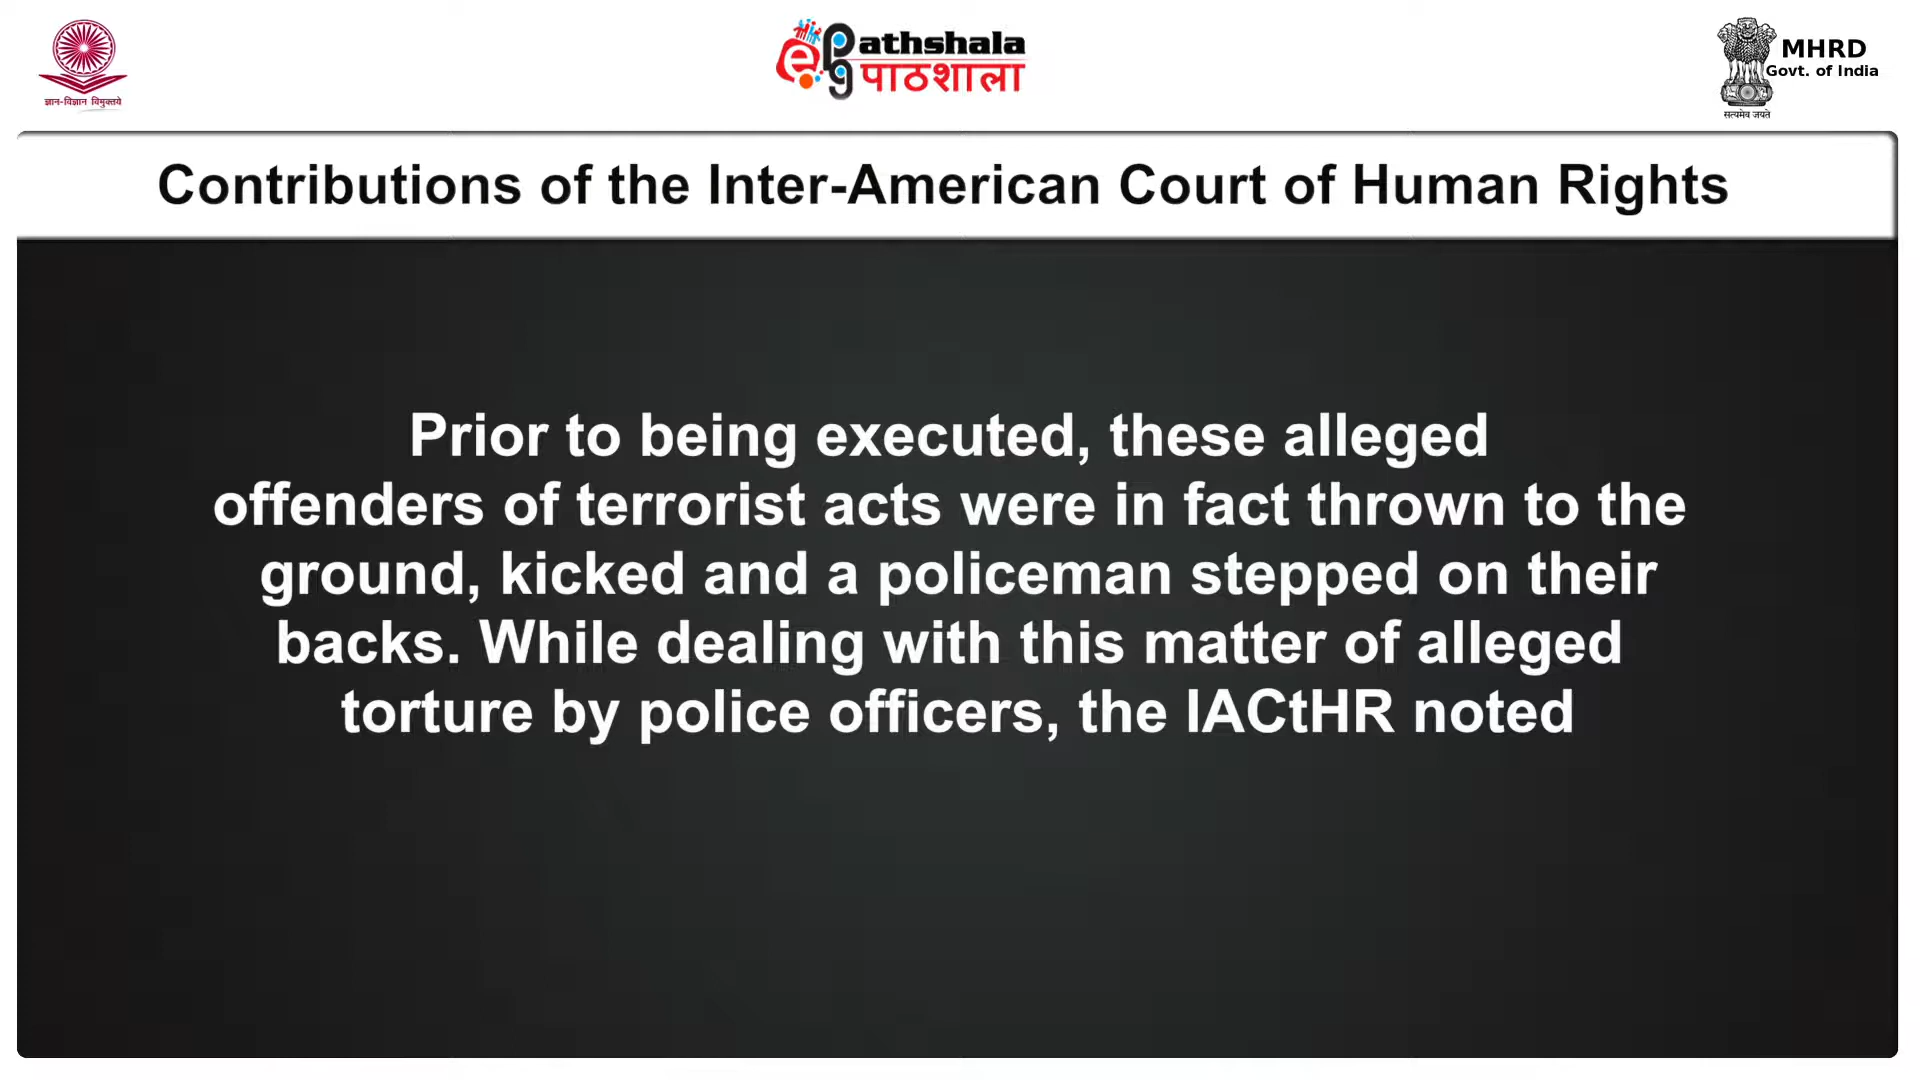 ज्ञान-विज्ञान विमुक्तये
ePG athshala
पाठशाला
MHRD
Govt. of India
सत्यमेव जयते
Contributions of the Inter-American Court of Human Rights
Prior to being executed, these alleged
offenders of terrorist acts were in fact thrown to the
ground, kicked and a policeman stepped on their
backs. While dealing with this matter of alleged
torture by police officers, the IACtHR noted